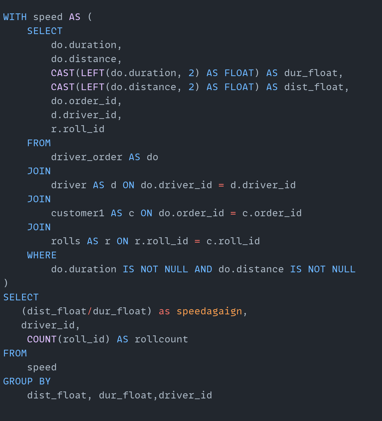 WITH speed AS (
    SELECT
        do.duration,
        do.distance,
        CAST(LEFT(do.duration, 2) AS FLOAT) AS dur_float,
        CAST(LEFT(do.distance, 2) AS FLOAT) AS dist_float,
        do.order_id,
        d.driver_id,
        r.roll_id
    FROM
        driver_order AS do
    JOIN
        driver AS d ON do.driver_id = d.driver_id
    JOIN
        customer1 AS c ON do.order_id = c.order_id
    JOIN
        rolls AS r ON r.roll_id = c.roll_id
    WHERE
        do.duration IS NOT NULL AND do.distance IS NOT NULL
)
SELECT
   (dist_float/dur_float) as speedagaign,
   driver_id,
    COUNT(roll_id) AS rollcount
FROM
    speed
GROUP BY
    dist_float, dur_float,driver_id